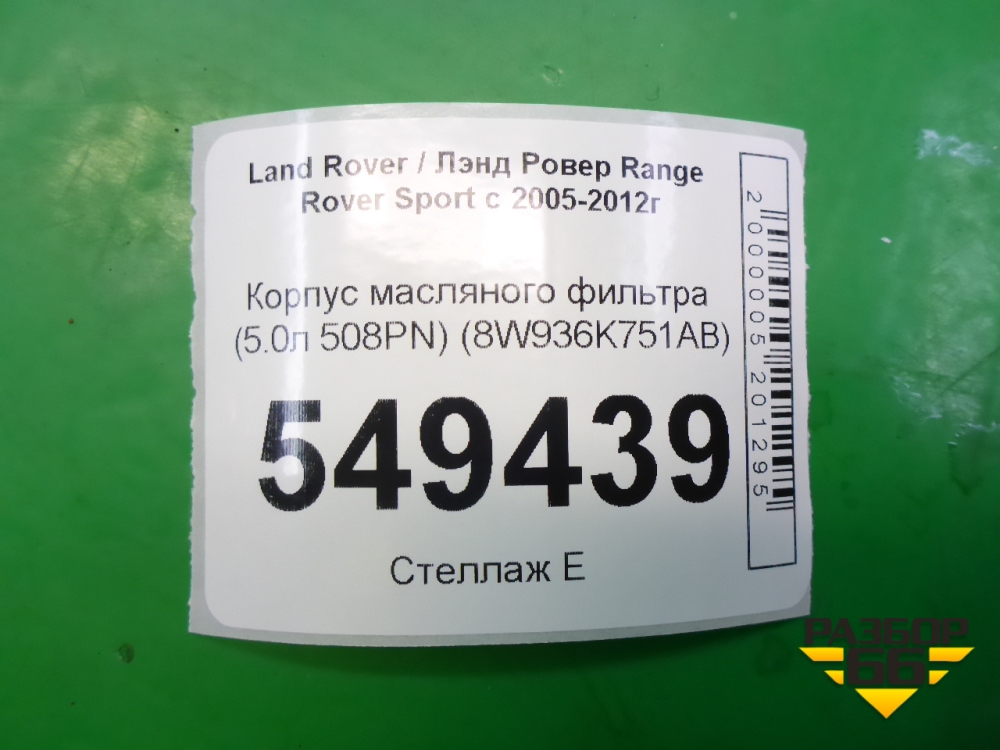 Land Rover / Лэнд Ровер Range
Rover Sport с 2005-2012г
Корпус масляного фильтра
(5.0л 508PN) (8W936K751AB)
549439
Стеллаж Е
2000005201295
РАЗБОР
66